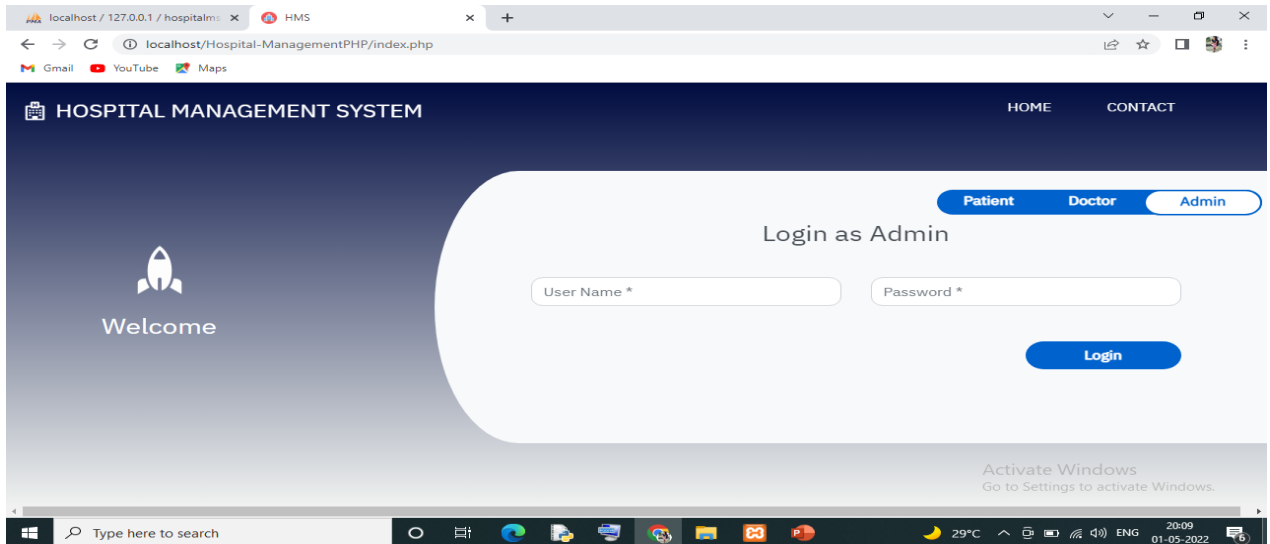 localhost / 127.0.0.1 / hospitalms
HMS
localhost/Hospital-ManagementPHP/index.php
Gmail YouTube Maps
HOSPITAL MANAGEMENT SYSTEM
HOME CONTACT
Patient Doctor Admin
Login as Admin
User Name * Password *
Welcome
Login
Activate Windows
Go to Settings to activate Windows.
Type here to search
29°C ENG 20:09
01-05-2022
6